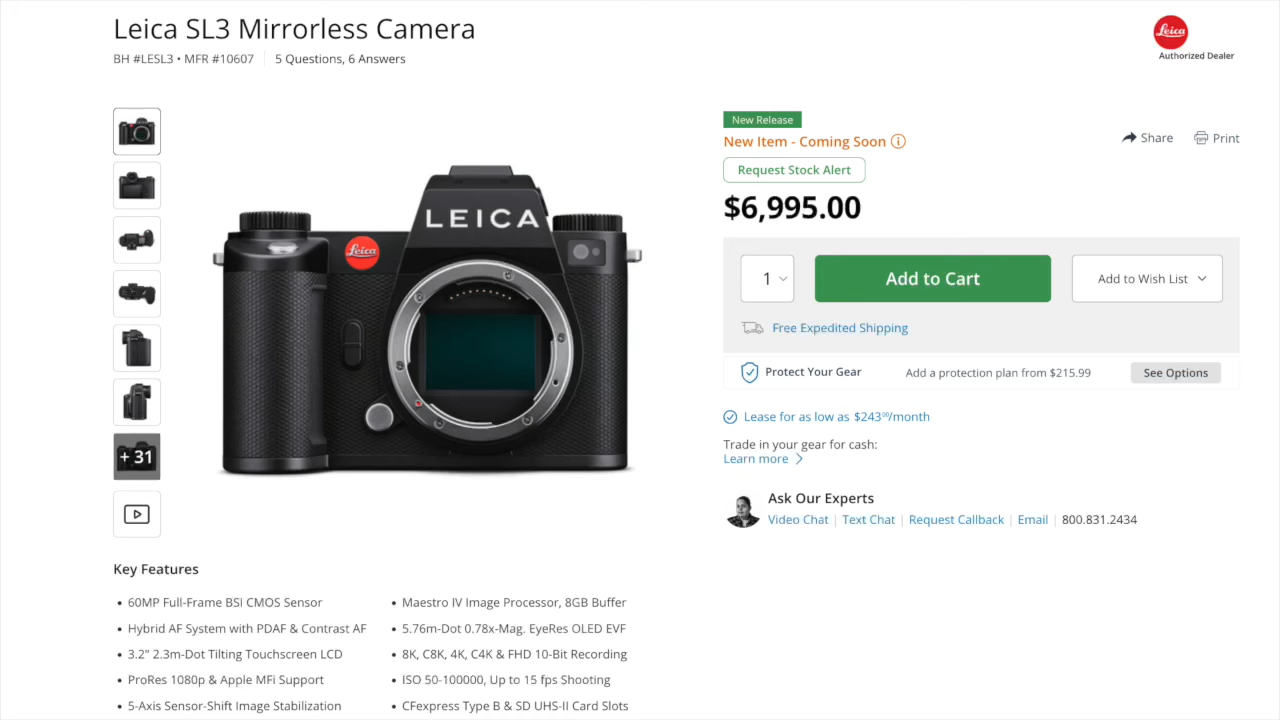 Leica SL3 Mirrorless Camera
BH #LESL3 • MFR #10607 5 Questions, 6 Answers
Leica
Authorized Dealer
New Release
New Item - Coming Soon
Share Print
Request Stock Alert
$6,995.00
LEICA
Leica
1 Add to Cart Add to Wish List
Free Expedited Shipping
Protect Your Gear Add a protection plan from $215.99 See Options
Lease for as low as $243⁰⁰/month
Trade in your gear for cash:
Learn more
+ 31
Ask Our Experts
Video Chat | Text Chat | Request Callback | Email | 800.831.2434
Key Features
• 60MP Full-Frame BSI CMOS Sensor
• Hybrid AF System with PDAF & Contrast AF
• 3.2" 2.3m-Dot Tilting Touchscreen LCD
• ProRes 1080p & Apple MFi Support
• 5-Axis Sensor-Shift Image Stabilization
• Maestro IV Image Processor, 8GB Buffer
• 5.76m-Dot 0.78x-Mag. EyeRes OLED EVF
• 8K, C8K, 4K, C4K & FHD 10-Bit Recording
• ISO 50-100000, Up to 15 fps Shooting
• CFexpress Type B & SD UHS-II Card Slots